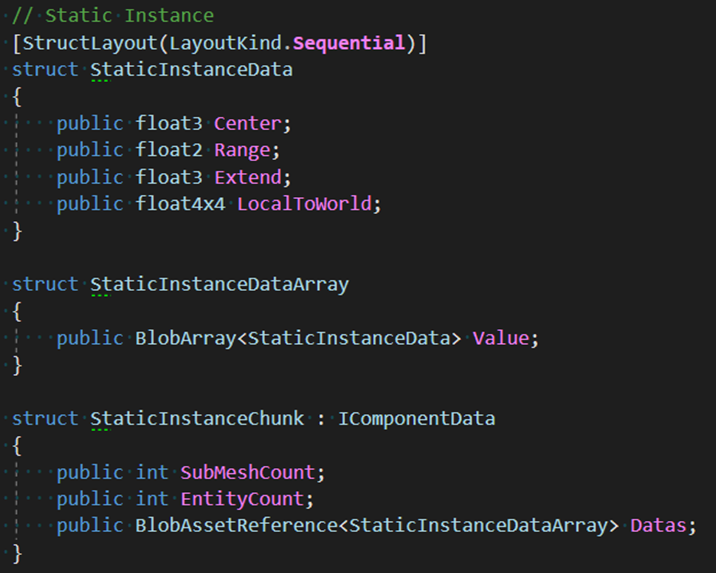 // Static Instance
[StructLayout(LayoutKind.Sequential)]
struct StaticInstanceData
{
    public float3 Center;
    public float2 Range;
    public float3 Extend;
    public float4x4 LocalToWorld;
}

struct StaticInstanceDataArray
{
    public BlobArray<StaticInstanceData> Value;
}

struct StaticInstanceChunk : IComponentData
{
    public int SubMeshCount;
    public int EntityCount;
    public BlobAssetReference<StaticInstanceDataArray> Datas;
}